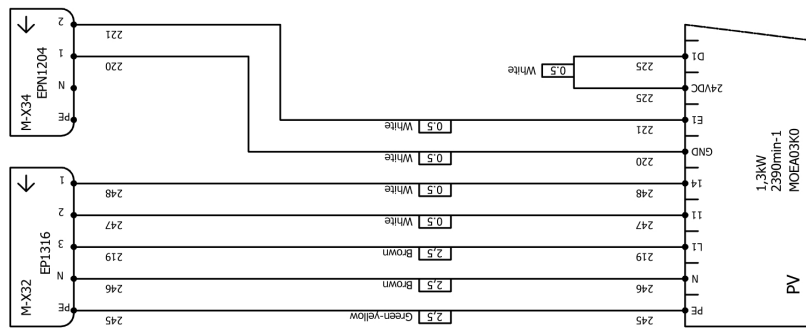 M-X34
EPN1204
2
1
N
PE
221
220
White 0.5
225
225
White 0.5
221
White 0.5
220
D1
24VDC
E1
GND
14
11
L1
N
PE
1,3kW
2390min-1
MOEA03K0
PV
M-X32
EP1316
1
2
3
N
PE
248
White 0.5
248
247
White 0.5
247
219
Brown 2,5
219
246
Brown 2,5
246
245
Green-yellow 2,5
245